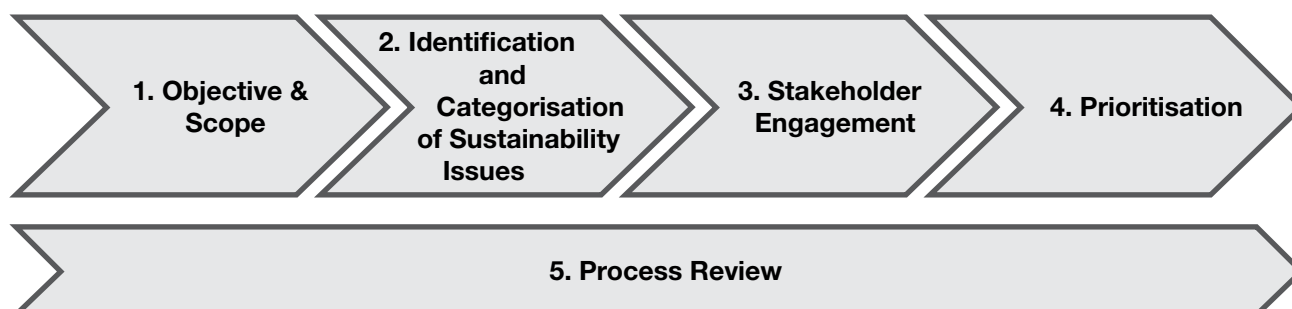 1. Objective &
Scope
2. Identification
and
Categorisation
of Sustainability
Issues
3. Stakeholder
Engagement
4. Prioritisation
5. Process Review